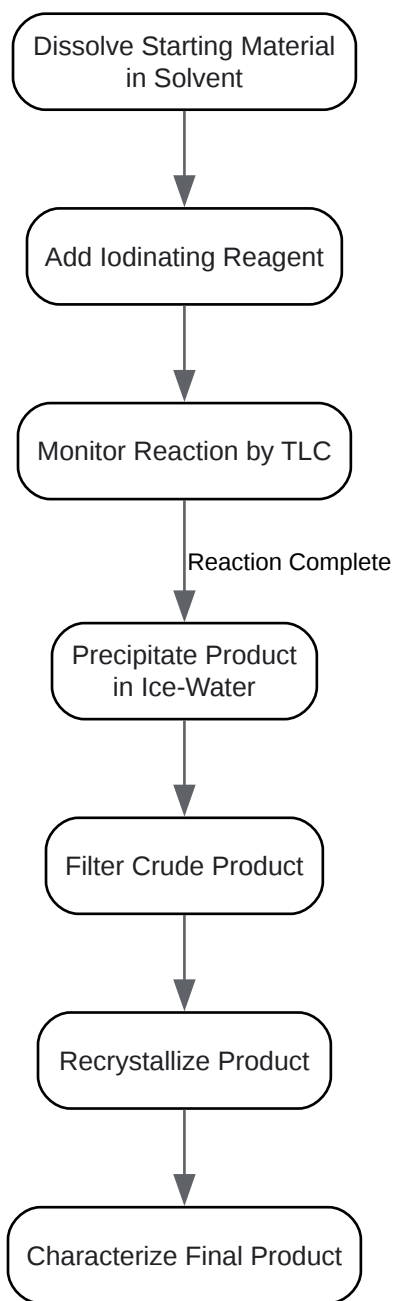 Dissolve Starting Material
in Solvent
Add Iodinating Reagent
Monitor Reaction by TLC
Reaction Complete
Precipitate Product
in Ice-Water
Filter Crude Product
Recrystallize Product
Characterize Final Product